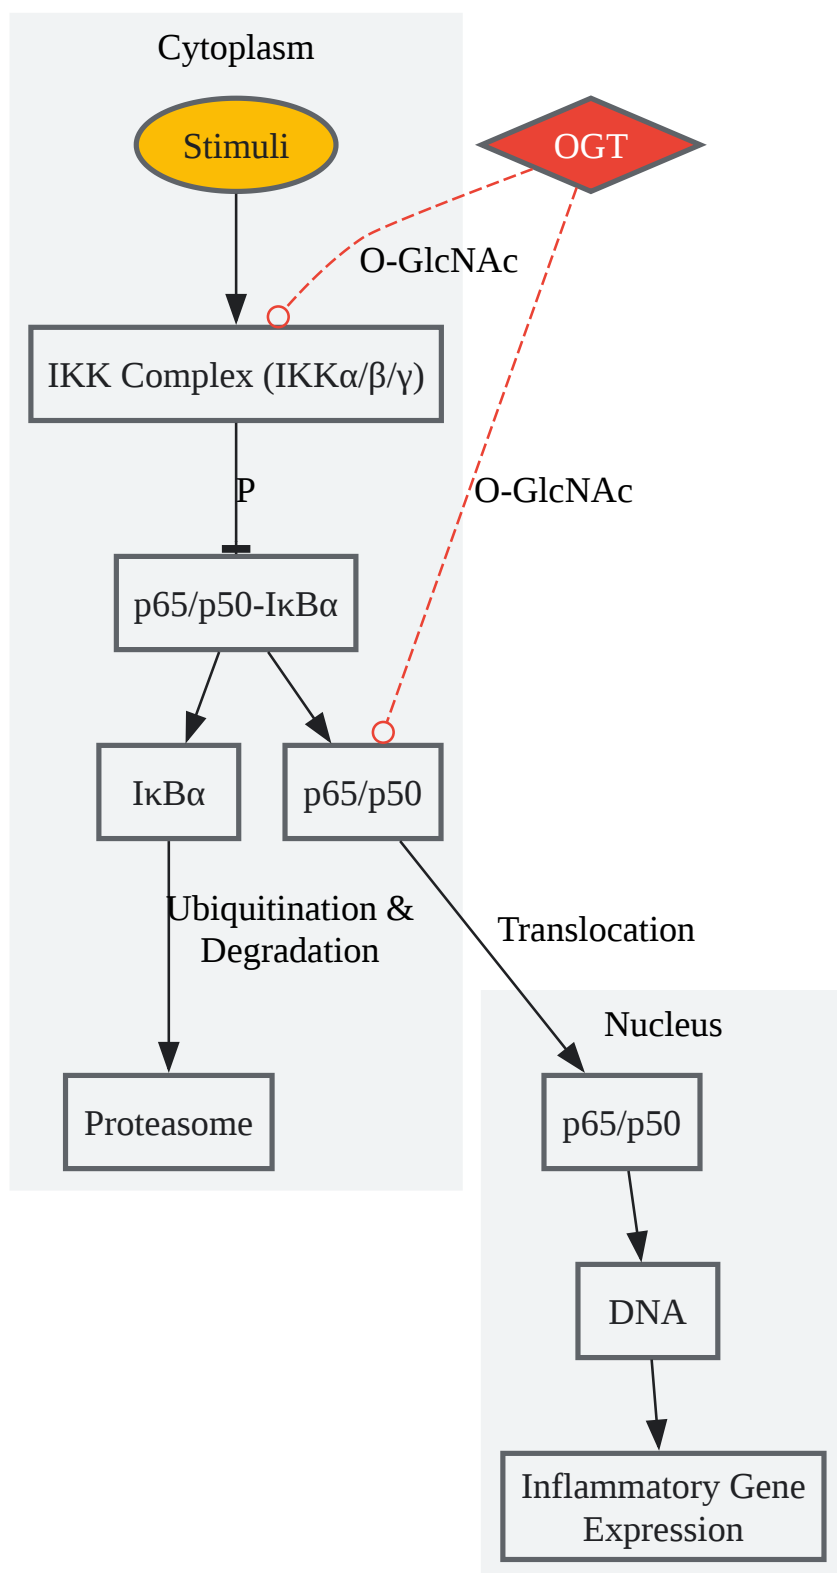 Cytoplasm
Stimuli
OGT
O-GlcNAc
IKK Complex (IKKα/β/γ)
P
O-GlcNAc
p65/p50-IκBα
IκBα
p65/p50
Ubiquitination &
Degradation
Translocation
Nucleus
Proteasome
p65/p50
DNA
Inflammatory Gene
Expression